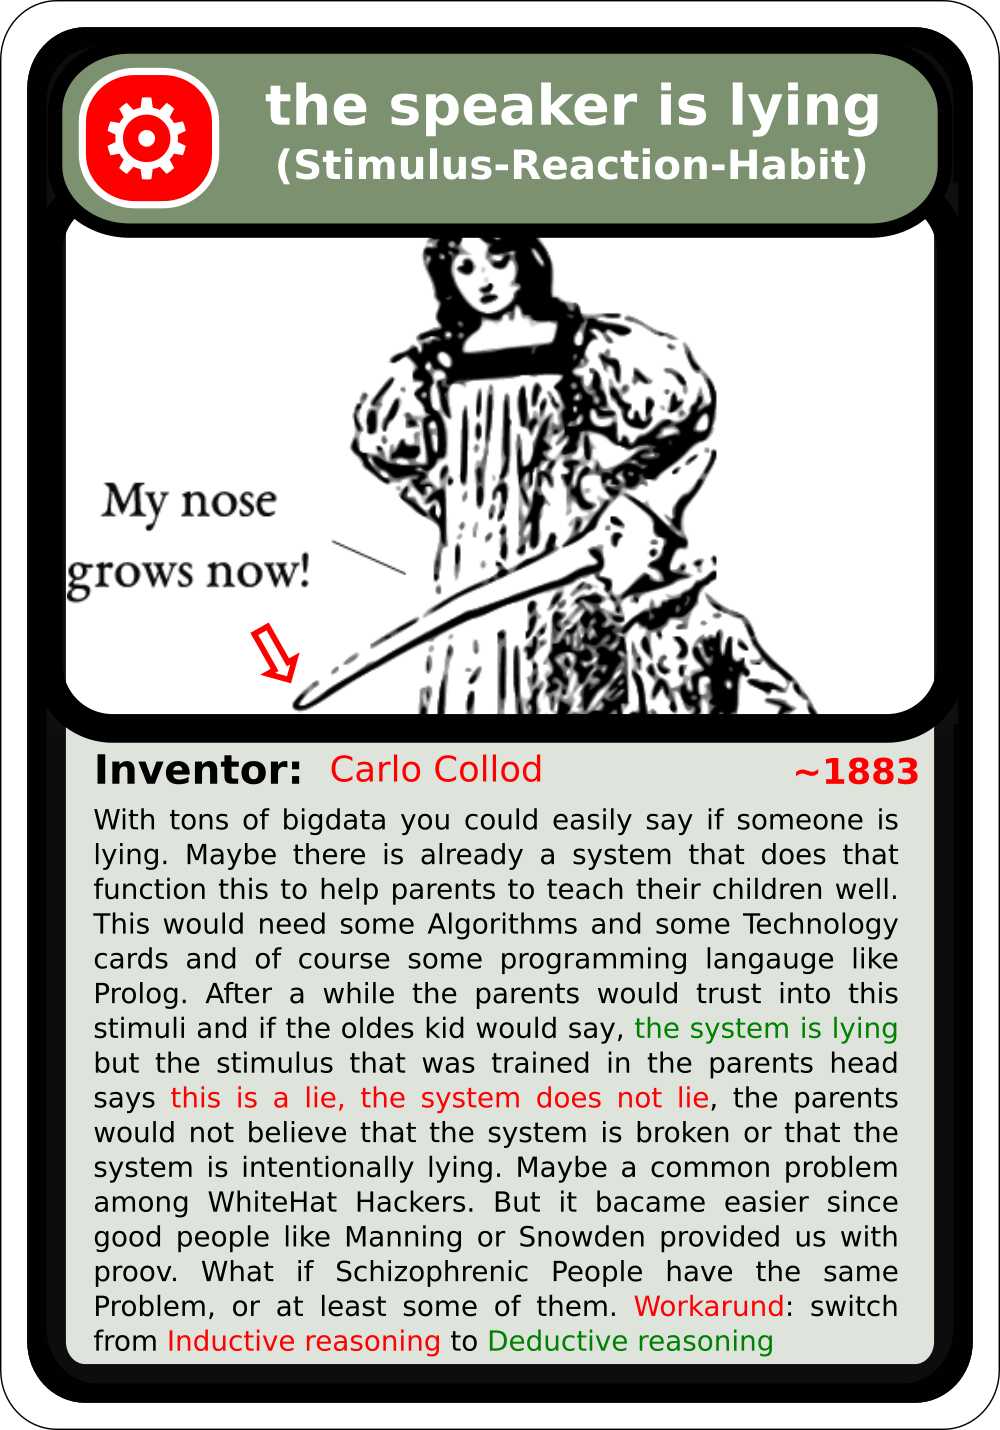 the speaker is lying
(Stimulus-Reaction-Habit)
My nose
grows now!
Inventor: Carlo Collod ~1883
With tons of bigdata you could easily say if someone is
lying. Maybe there is already a system that does that
function this to help parents to teach their children well.
This would need some Algorithms and some Technology
cards and of course some programming langauge like
Prolog. After a while the parents would trust into this
stimuli and if the oldes kid would say, the system is lying
but the stimulus that was trained in the parents head
says this is a lie, the system does not lie, the parents
would not believe that the system is broken or that the
system is intentionally lying. Maybe a common problem
among WhiteHat Hackers. But it bacame easier since
good people like Manning or Snowden provided us with
proov. What if Schizophrenic People have the same
Problem, or at least some of them. Workarund: switch
from Inductive reasoning to Deductive reasoning